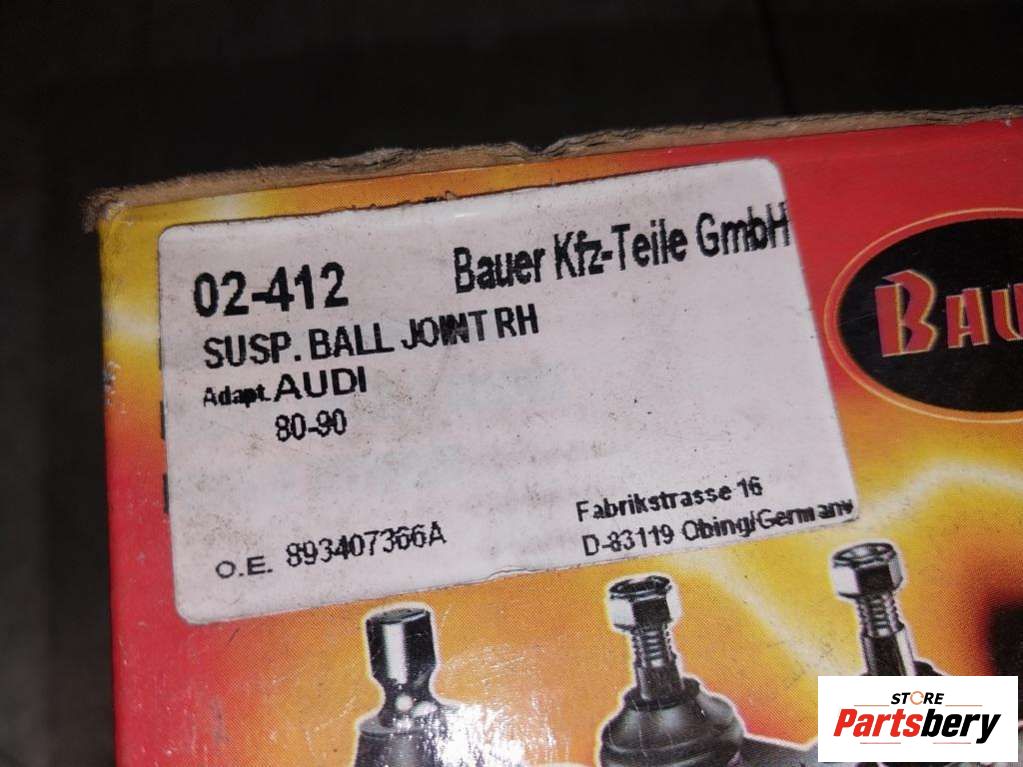 02-412 Bauer Kfz-Teile GmbH
SUSP. BALL JOINT RH
Adapt. AUDI
80-90
O.E. 893407366A
Fabrikstrasse 16
D-83119 Obing/Germany
BAU
STORE
Partsbery